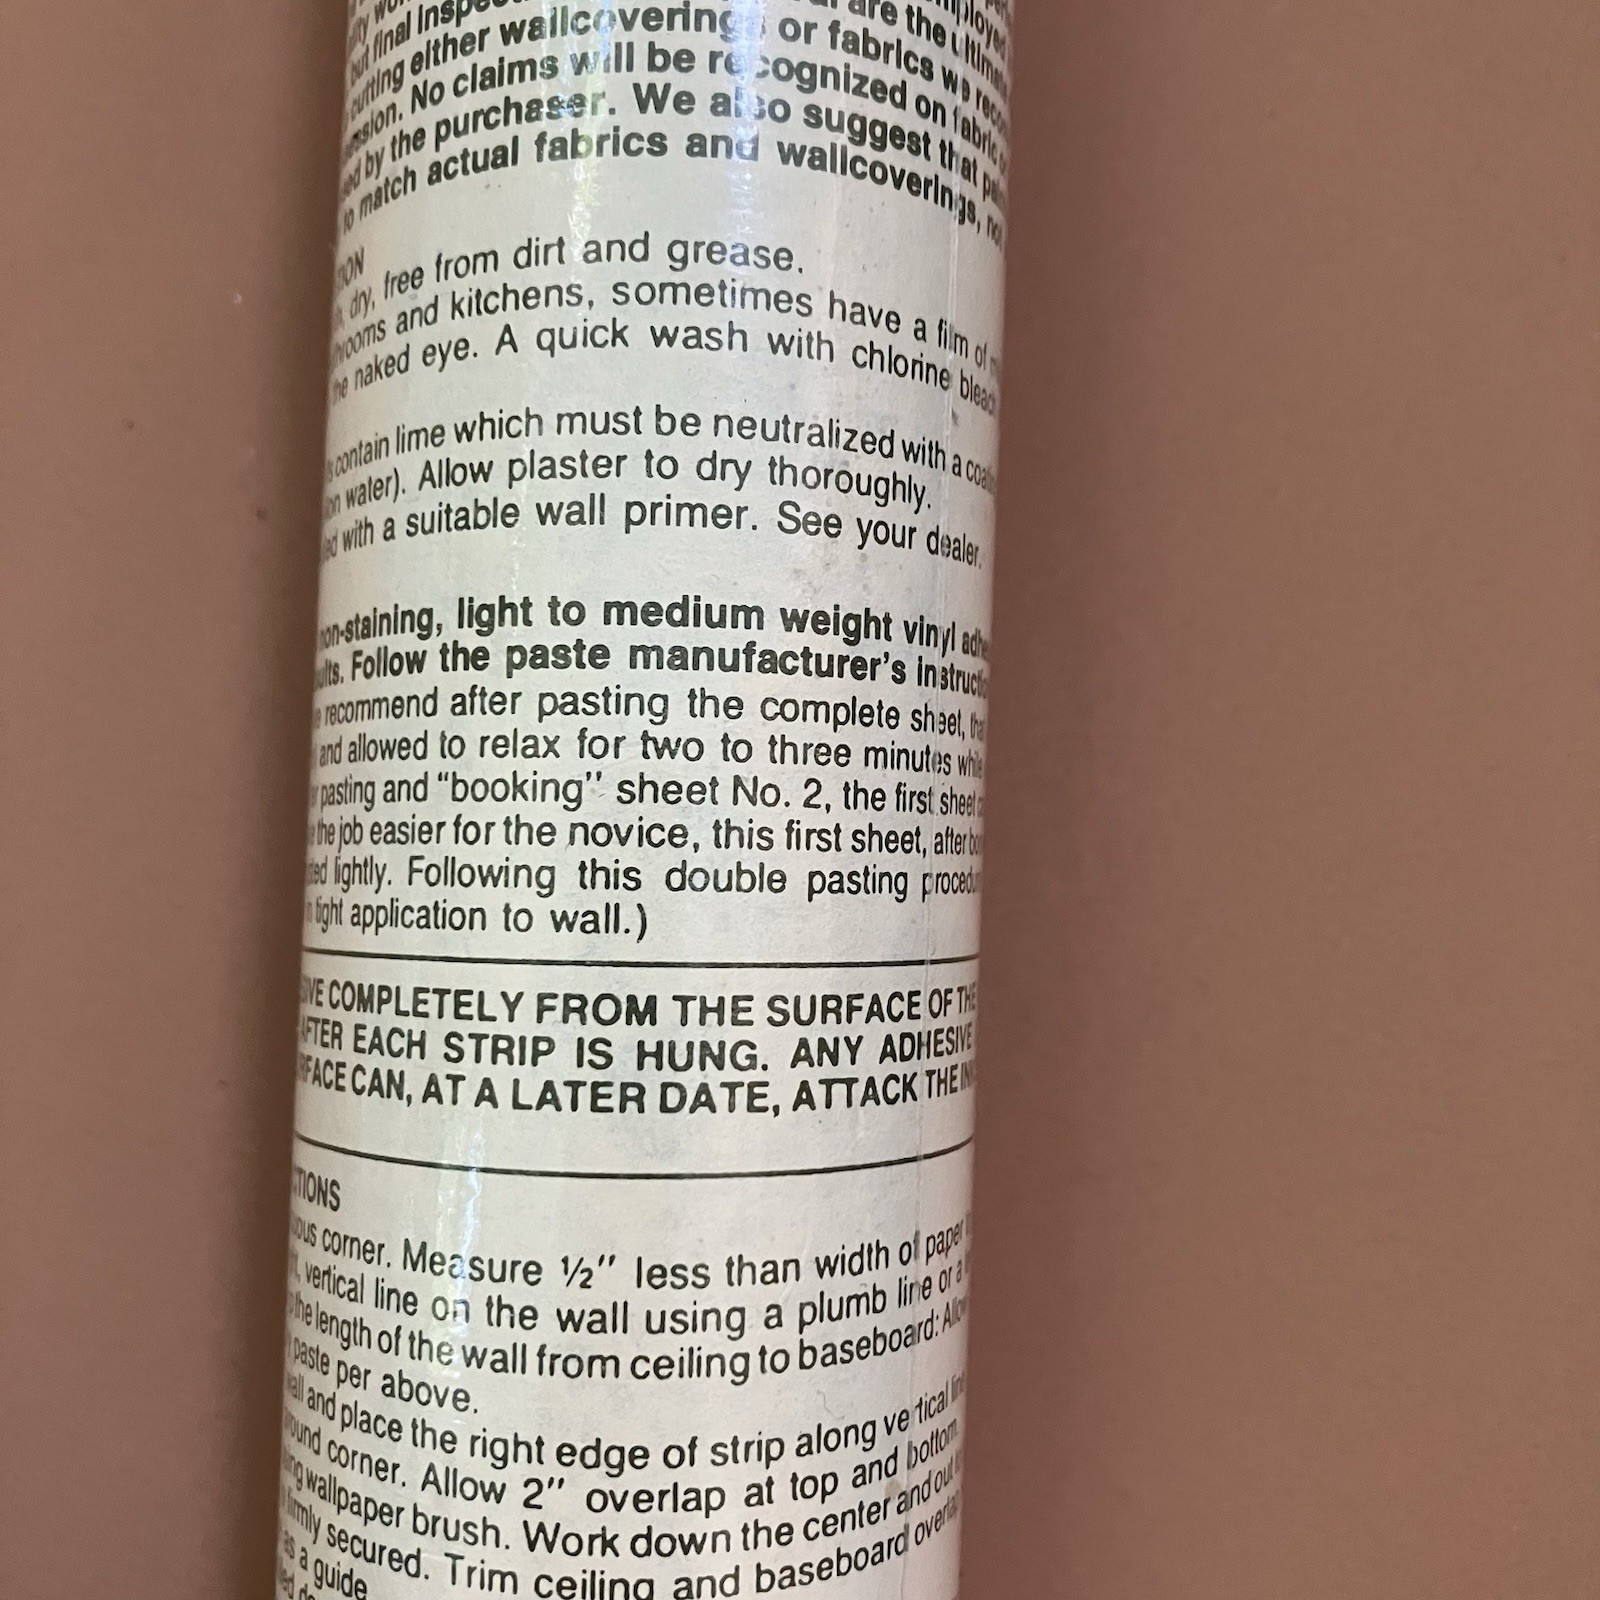 but final
are the
cutting either wallcoverings or fabrics we
No claims will be recognized on fabric
by the purchaser. We also suggest that
to match actual fabrics and wallcoverings, not
dry, free from dirt and grease.
and kitchens, sometimes have a film of
the naked eye. A quick wash with chlorine bleach
contain lime which must be neutralized with a
water). Allow plaster to dry thoroughly.
with a suitable wall primer. See your dealer.
non-staining, light to medium weight vinyl
Follow the paste manufacturer's
recommend after pasting the complete sheet,
and allowed to relax for two to three minutes
pasting and "booking" sheet No. 2, the first sheet
the job easier for the novice, this first sheet, after
lightly. Following this double pasting
tight application to wall.)
COMPLETELY FROM THE SURFACE OF THE
AFTER EACH STRIP IS HUNG. ANY ADHESIVE
CAN, AT A LATER DATE, ATTACK THE
corner. Measure ½" less than width of paper
vertical line on the wall using a plumb line or a
the length of the wall from ceiling to baseboard: Allow
paste per above.
and place the right edge of strip along vertical
corner. Allow 2" overlap at top and bottom.
wallpaper brush. Work down the center and out
firmly secured. Trim ceiling and baseboard
as a guide